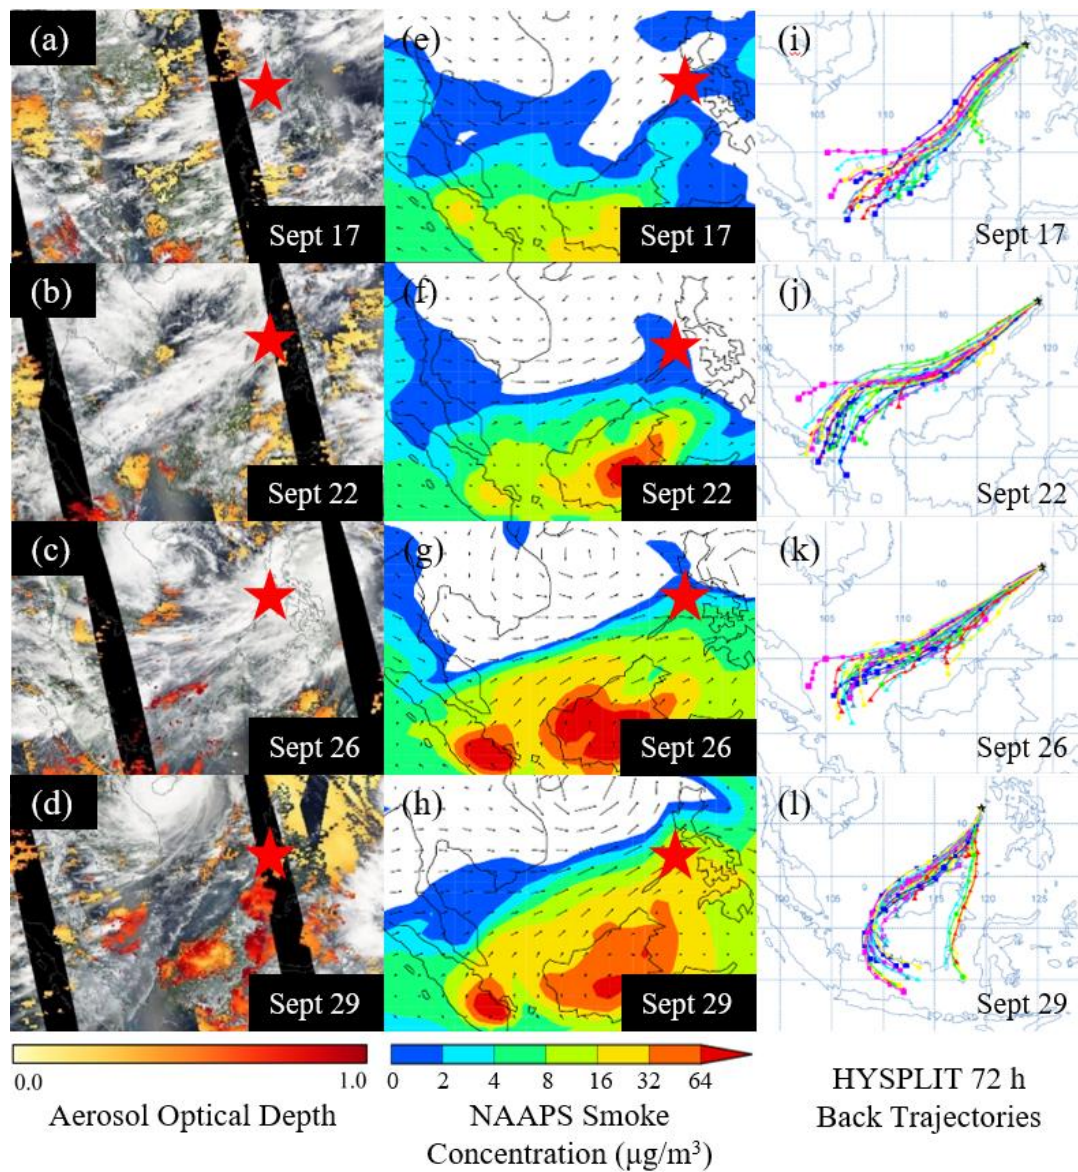 (a) (e) (i)
Sept 17 Sept 17 Sept 17
(b) (f) (j)
Sept 22 Sept 22 Sept 22
(c) (g) (k)
Sept 26 Sept 26 Sept 26
(d) (h) (l)
Sept 29 Sept 29 Sept 29
0.0 1.0 0 2 4 8 16 32 64
Aerosol Optical Depth
NAAPS Smoke
Concentration (μg/m³)
HYSPLIT 72 h
Back Trajectories